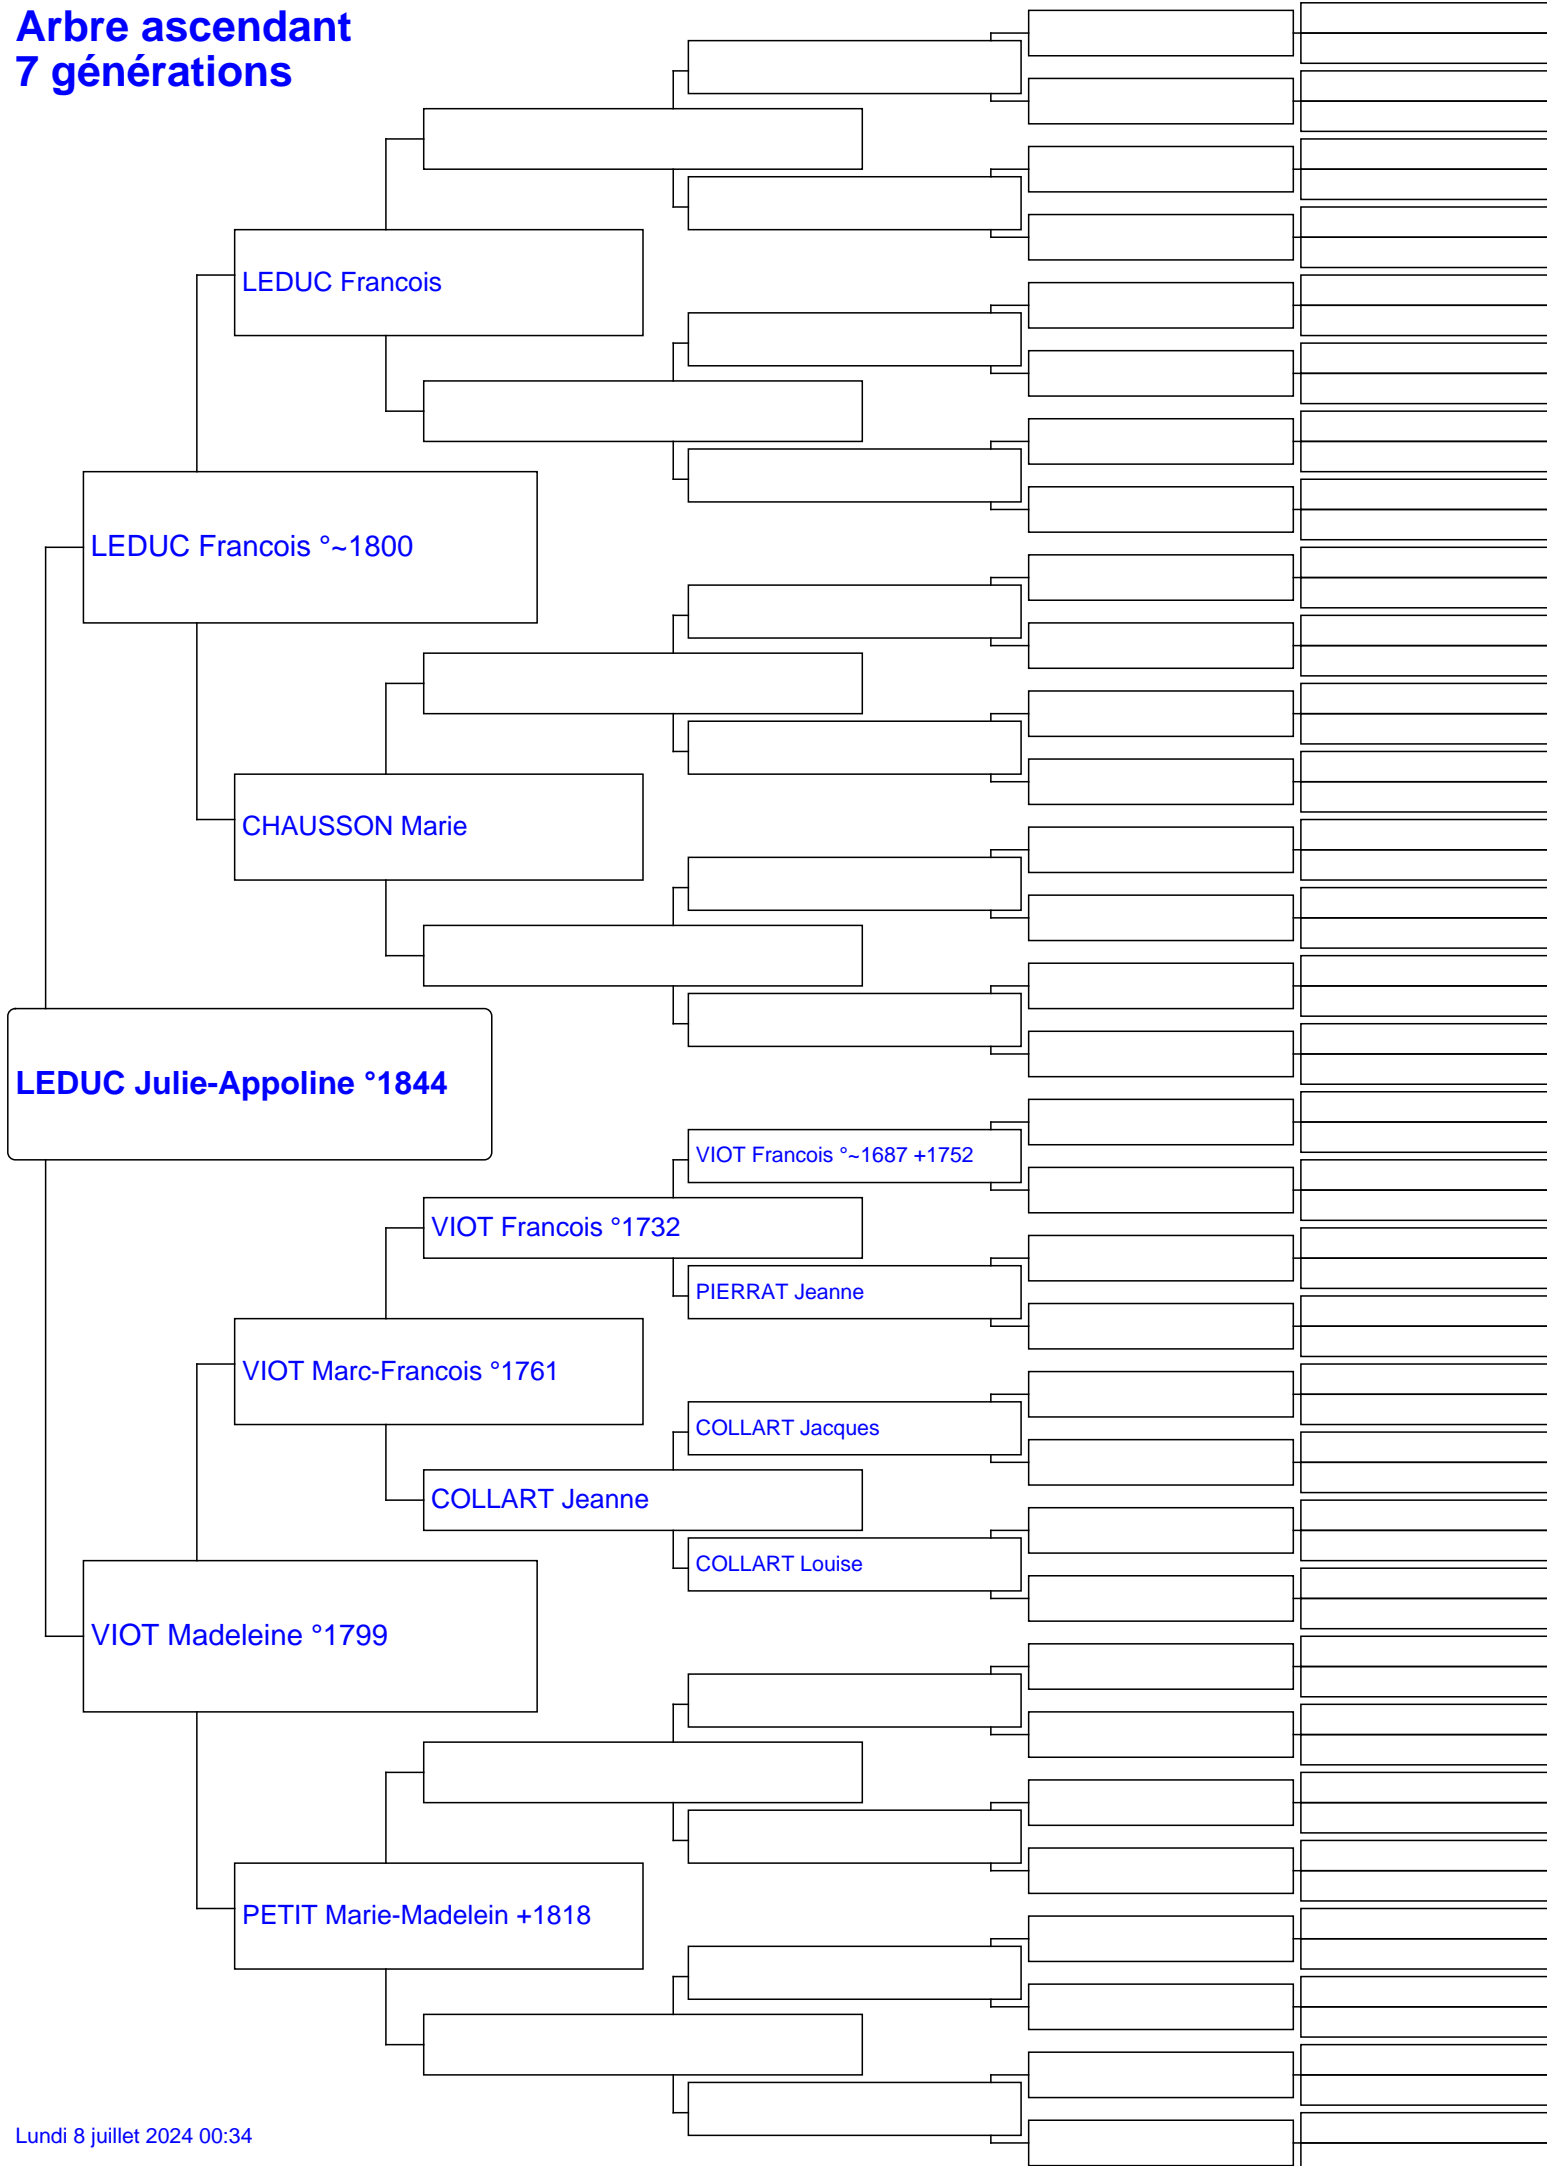 Arbre ascendant
7 générations
LEDUC Francois
LEDUC Francois °~1800
CHAUSSON Marie
LEDUC Julie-Appoline °1844
VIOT Francois °~1687 +1752
VIOT Francois °1732
PIERRAT Jeanne
VIOT Marc-Francois °1761
COLLART Jacques
COLLART Jeanne
COLLART Louise
VIOT Madeleine °1799
PETIT Marie-Madelein +1818
Lundi 8 juillet 2024 00:34